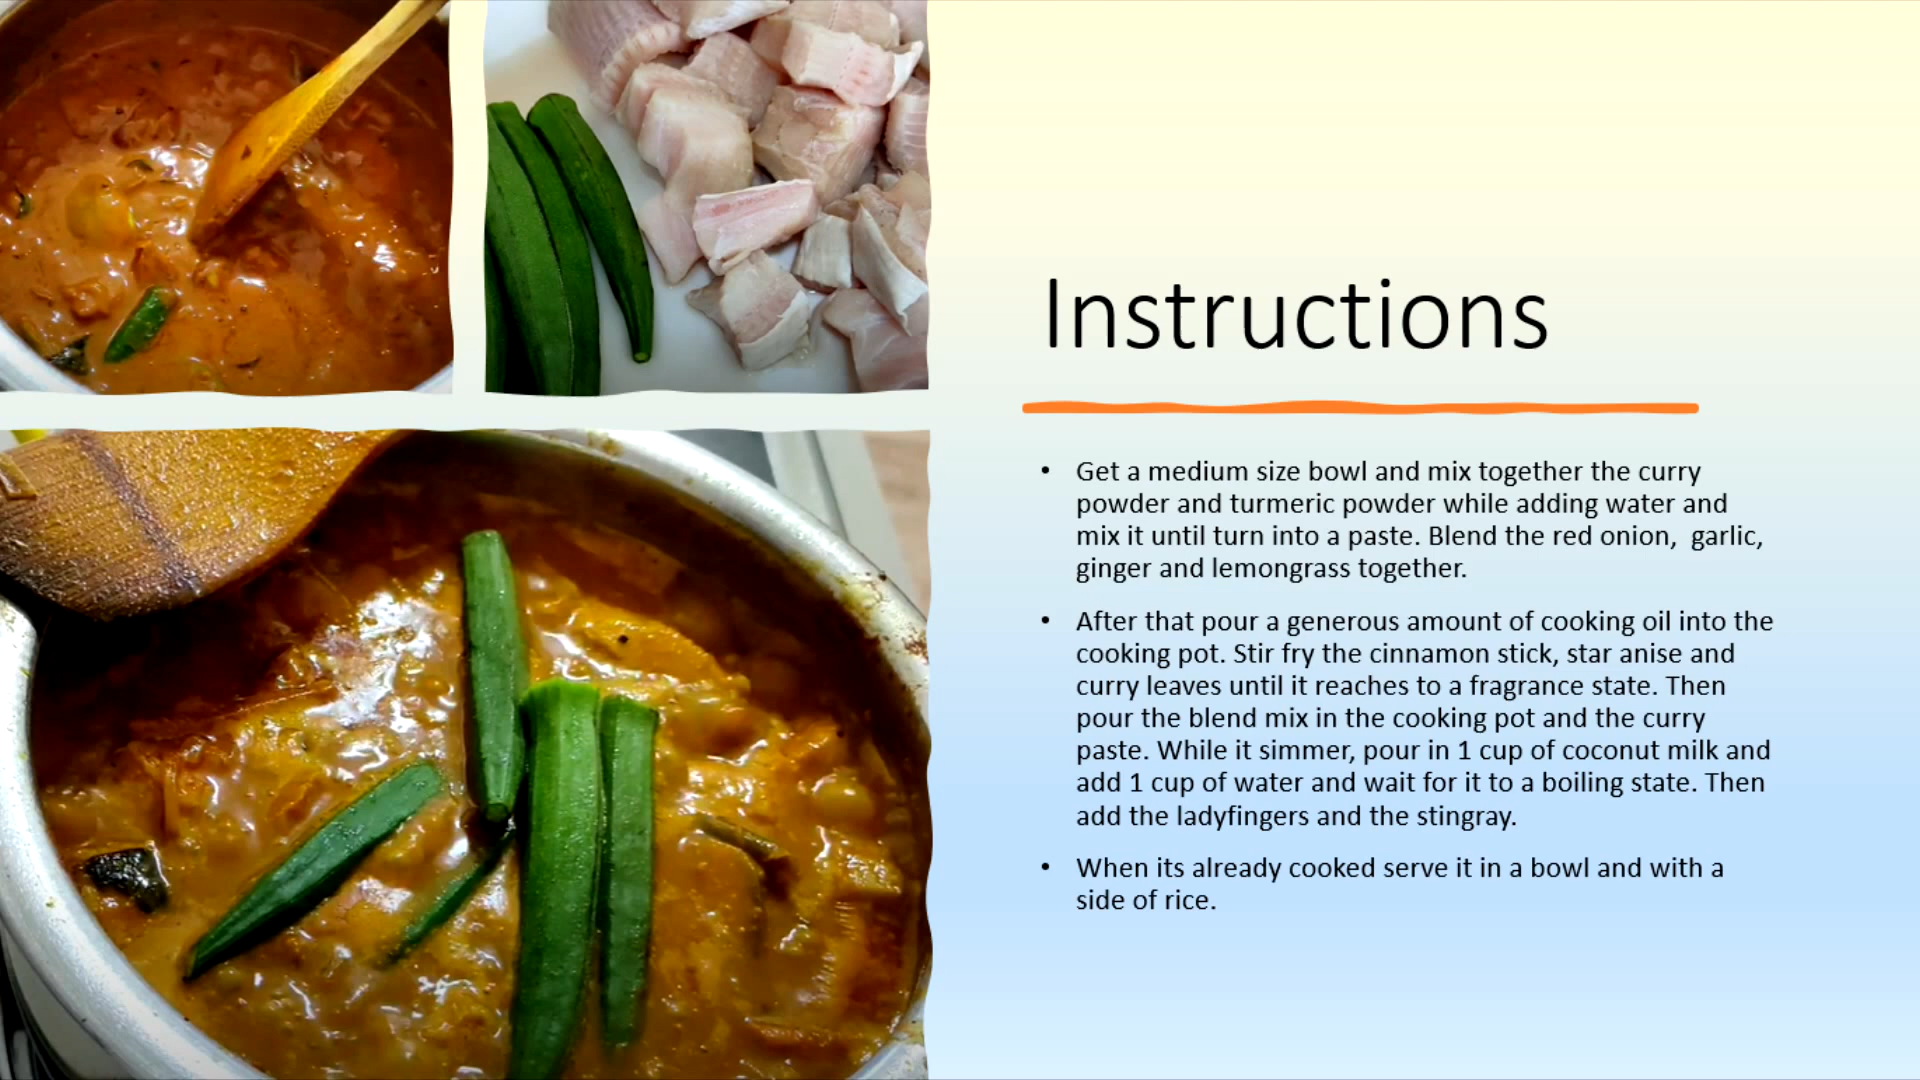 Instructions
• Get a medium size bowl and mix together the curry
powder and turmeric powder while adding water and
mix it until turn into a paste. Blend the red onion,  garlic,
ginger and lemongrass together.
• After that pour a generous amount of cooking oil into the
cooking pot. Stir fry the cinnamon stick, star anise and
curry leaves until it reaches to a fragrance state. Then
pour the blend mix in the cooking pot and the curry
paste. While it simmer, pour in 1 cup of coconut milk and
add 1 cup of water and wait for it to a boiling state. Then
add the ladyfingers and the stingray.
• When its already cooked serve it in a bowl and with a
side of rice.